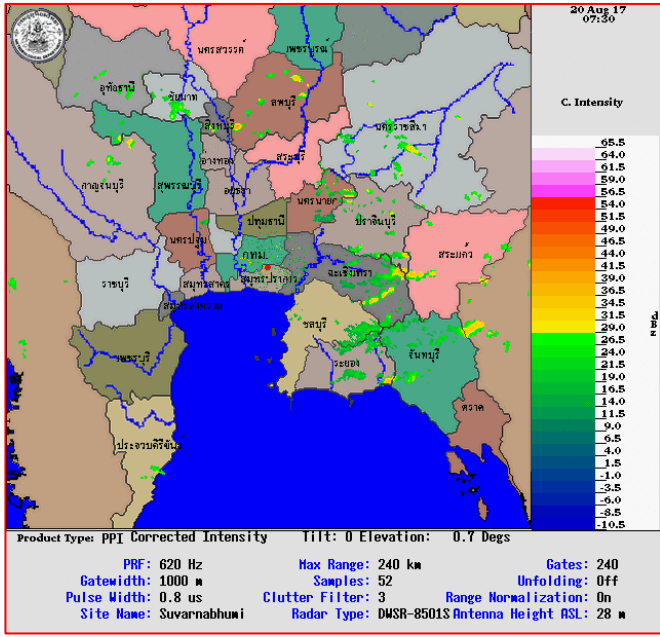 20 Aug 17
07:30
C. Intensity
65.5
64.0
61.5
59.0
56.5
54.0
51.5
49.0
46.5
44.0
41.5
39.0
36.5
34.5
31.5
29.0
26.5
24.0
21.5
19.0
16.5
14.0
11.5
9.0
6.5
4.0
1.5
-1.0
-3.5
-6.0
-8.5
-10.5
นครสวรรค์
เพชรบูรณ์
อุทัยธานี
ชัยนาท
ลพบุรี
สิงห์บุรี
นครราชสีมา
อ่างทอง
สระบุรี
กาญจนบุรี
สุพรรณบุรี
อยุธยา
นครนายก
ปทุมธานี
ปราจีนบุรี
นครปฐม
กทม.
สระแก้ว
ราชบุรี
สมุทรสาคร
สมุทรปราการ
ฉะเชิงเทรา
สมุทรสงคราม
ชลบุรี
เพชรบุรี
ระยอง
จันทบุรี
ตราด
ประจวบคีรีขันธ์
Product Type: PPI Corrected Intensity Tilt: 0 Elevation: 0.7 Degs
PRF: 620 Hz Max Range: 240 km Gates: 240
Gatewidth: 1000 m Samples: 52 Unfolding: Off
Pulse Width: 0.8 us Clutter Filter: 3 Range Normalization: On
Site Name: Suvarnabhumi Radar Type: DWSR-8501S Antenna Height ASL: 28 m